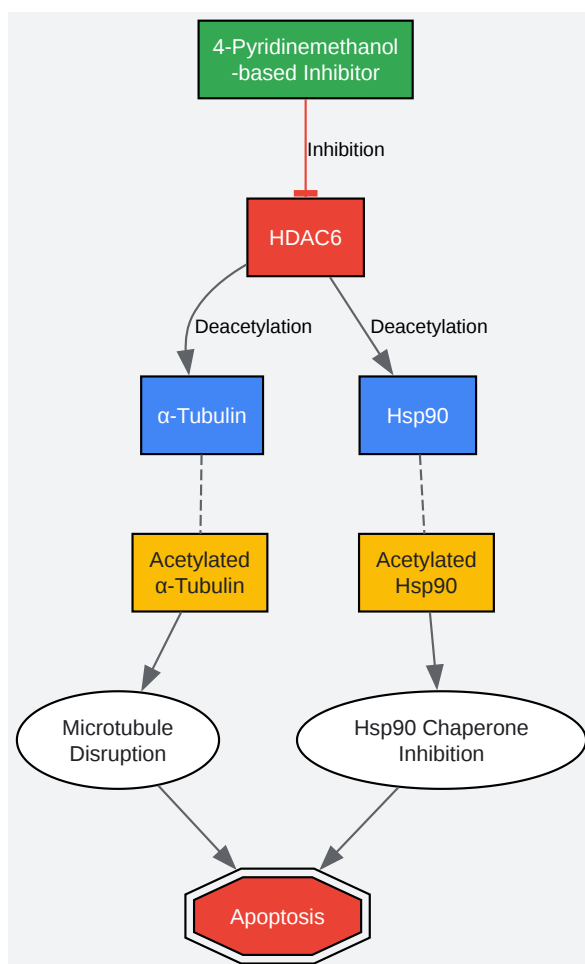 4-Pyridinemethanol
-based Inhibitor
Inhibition
HDAC6
Deacetylation
Deacetylation
α-Tubulin
Hsp90
Acetylated
α-Tubulin
Acetylated
Hsp90
Microtubule
Disruption
Hsp90 Chaperone
Inhibition
Apoptosis